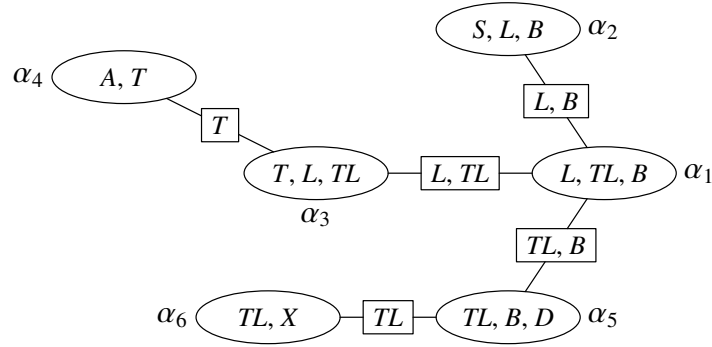 S, L, B α₂
α₄ A, T
L, B
T
T, L, TL L, TL L, TL, B α₁
α₃
TL, B
α₆ TL, X TL TL, B, D α₅